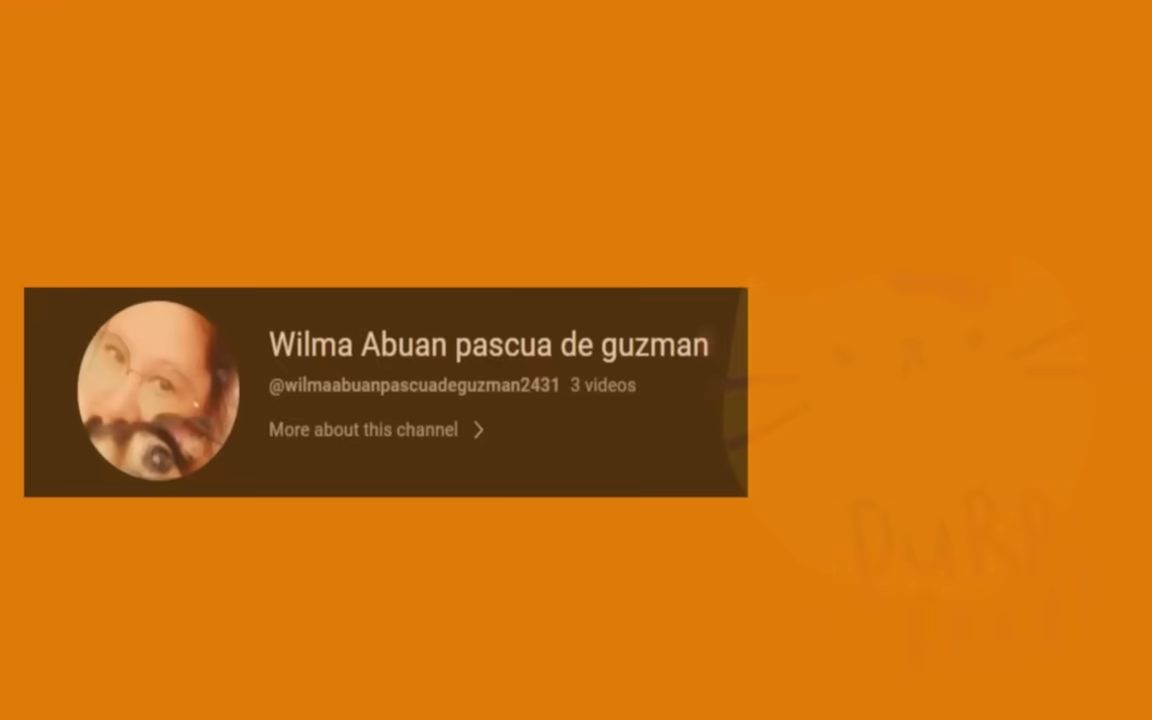 Wilma Abuan pascua de guzman
@wilmaabuanpascuadeguzman2431 3 videos
More about this channel >